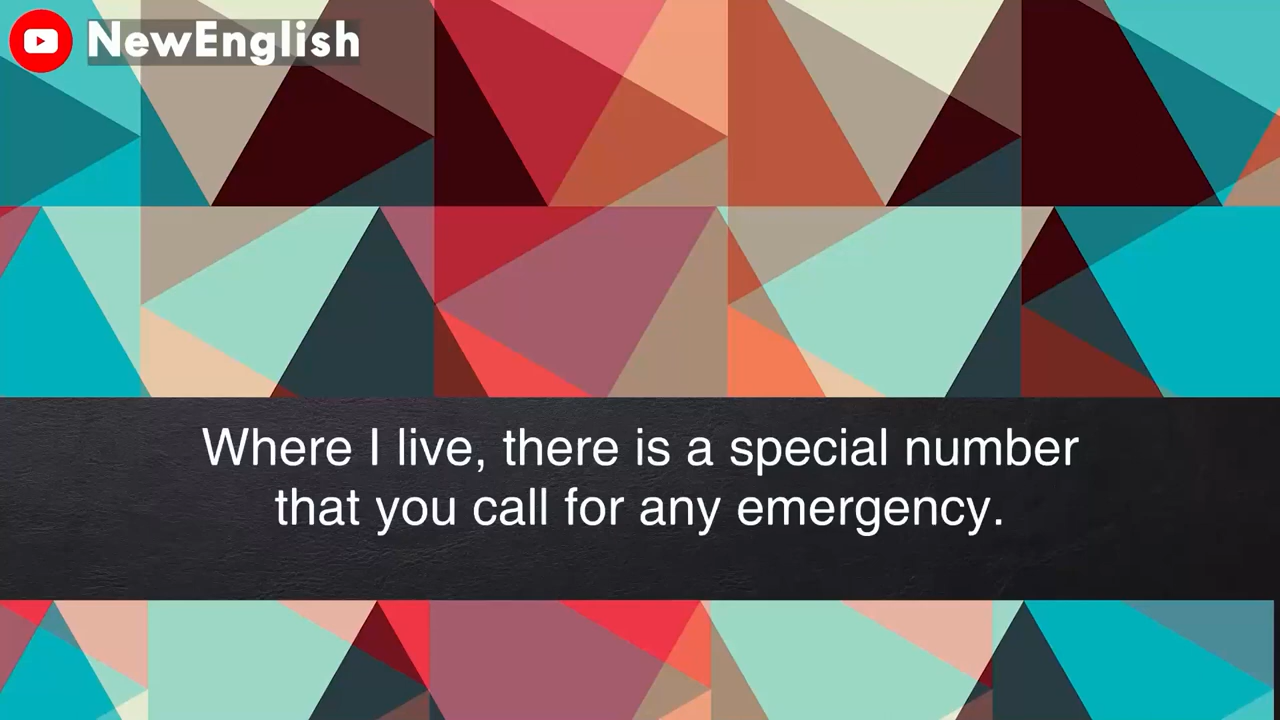 NewEnglish
Where I live, there is a special number
that you call for any emergency.